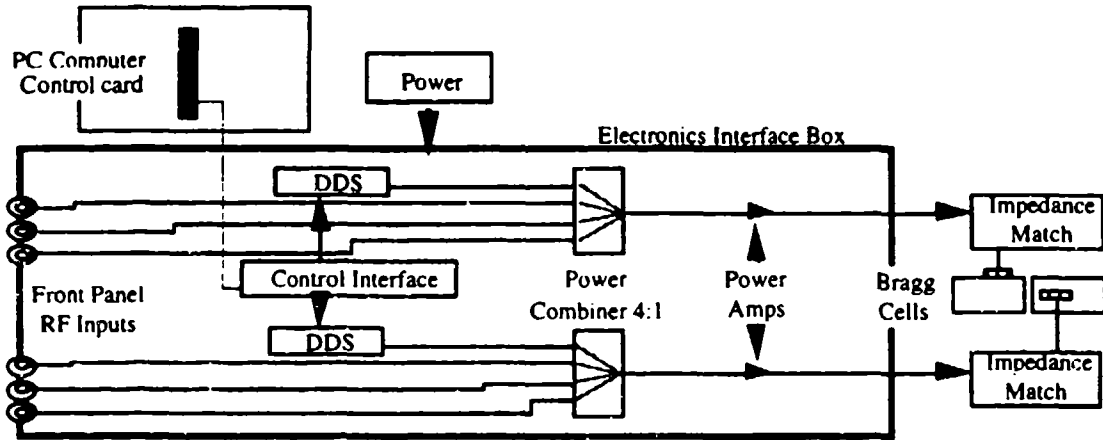 PC Computer
Control card
Power
Electronics Interface Box
DDS
Impedance
Match
Control Interface
Front Panel
RF Inputs
Power
Combiner 4:1
Power
Amps
Bragg
Cells
DDS
Impedance
Match